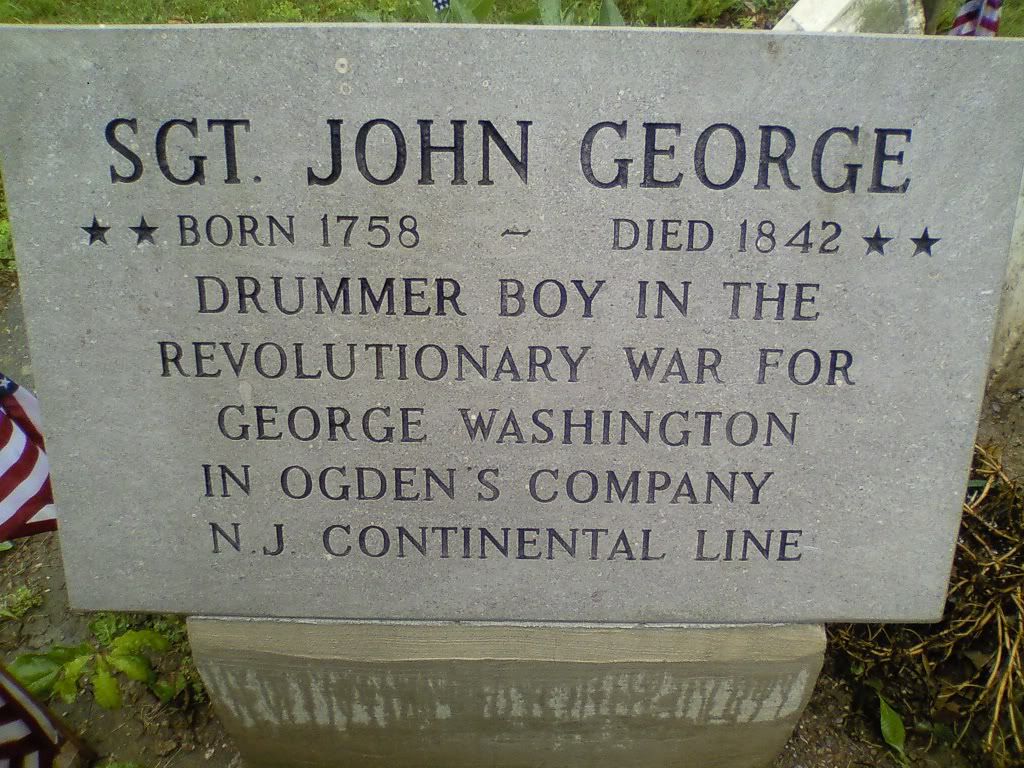 SGT. JOHN GEORGE
★ ★ BORN 1758 ~ DIED 1842 ★ ★
DRUMMER BOY IN THE
REVOLUTIONARY WAR FOR
GEORGE WASHINGTON
IN OGDEN'S COMPANY
N.J. CONTINENTAL LINE